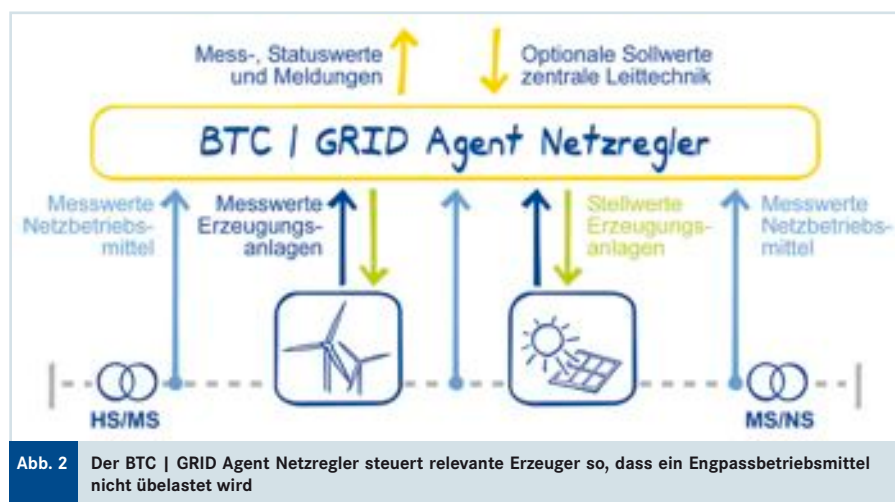 Mess-, Statuswerte
und Meldungen
Optionale Sollwerte
zentrale Leittechnik
BTC | GRID Agent Netzregler
Messwerte
Netzbetriebs-
mittel
Messwerte
Erzeugungs-
anlagen
Stellwerte
Erzeugungs-
anlagen
Messwerte
Netzbetriebs-
mittel
HS/MS
MS/NS
Abb. 2
Der BTC | GRID Agent Netzregler steuert relevante Erzeuger so, dass ein Engpassbetriebsmittel
nicht übelastet wird